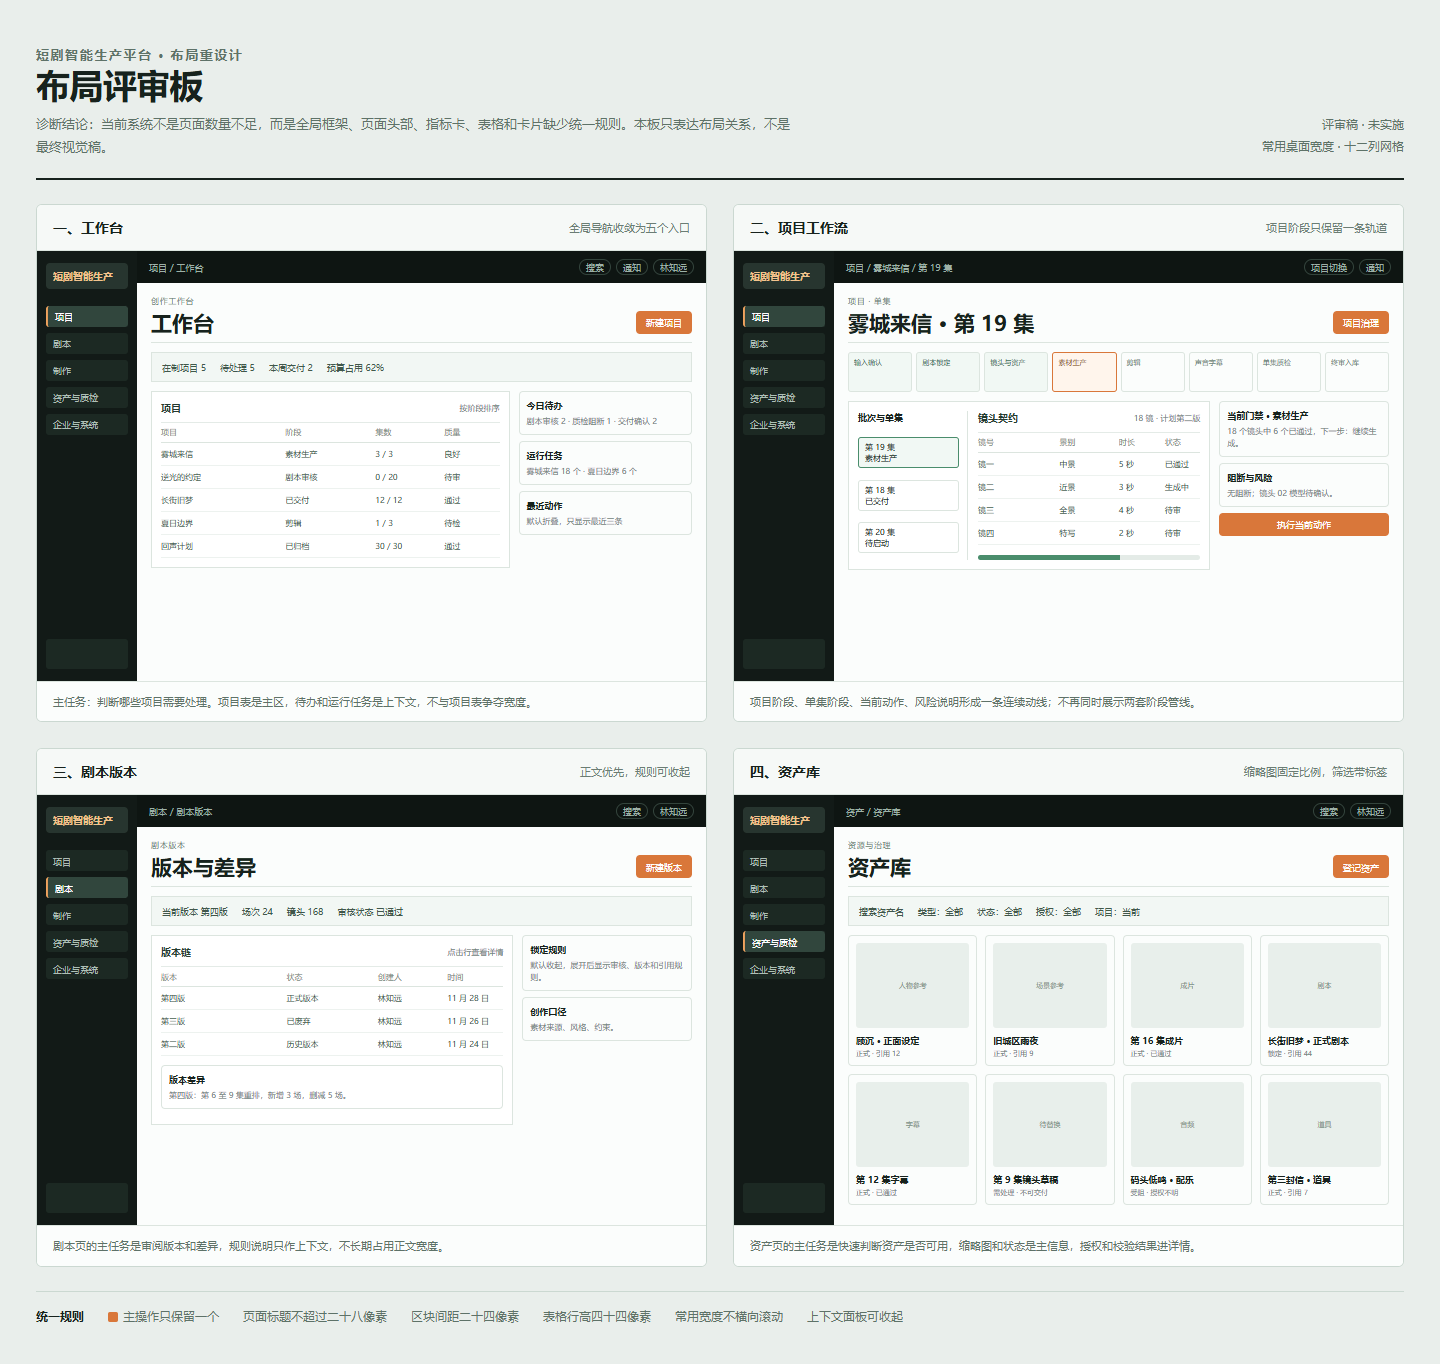 短剧智能生产平台 • 布局重设计
布局评审板
诊断结论：当前系统不是页面数量不足，而是全局框架、页面头部、指标卡、表格和卡片缺少统一规则。本板只表达布局关系，不是
最终视觉稿。
评审稿 · 未实施
常用桌面宽度 · 十二列网格
一、工作台
全局导航收敛为五个入口
短剧智能生产
项目
剧本
制作
资产与质检
企业与系统
项目 / 工作台
搜索
通知
林知远
创作工作台
工作台
新建项目
在制项目 5 待处理 5 本周交付 2 预算占用 62%
项目
按阶段排序
项目 阶段 集数 质量
雾城来信 素材生产 3 / 3 良好
逆光的约定 剧本审核 0 / 20 待审
长街旧梦 已交付 12 / 12 通过
夏日边界 剪辑 1 / 3 待检
回声计划 已归档 30 / 30 通过
今日待办
剧本审核 2 · 质检阻断 1 · 交付确认 2
运行任务
雾城来信 18 个 · 夏日边界 6 个
最近动作
默认折叠，只显示最近三条
主任务：判断哪些项目需要处理。项目表是主区，待办和运行任务是上下文，不与项目表争夺宽度。
二、项目工作流
项目阶段只保留一条轨道
短剧智能生产
项目
剧本
制作
资产与质检
企业与系统
项目 / 雾城来信 / 第 19 集
项目切换
通知
项目 · 单集
雾城来信 • 第 19 集
项目治理
输入确认
剧本锁定
镜头与资产
素材生产
剪辑
声音字幕
单集质检
终审入库
批次与单集
第 19 集
素材生产
第 18 集
已交付
第 20 集
待启动
镜头契约
18 镜 · 计划第二版
镜号 景别 时长 状态
镜一 中景 5 秒 已通过
镜二 近景 3 秒 生成中
镜三 全景 4 秒 待审
镜四 特写 2 秒 待审
当前门禁 • 素材生产
18 个镜头中 6 个已通过，下一步：继续生
成。
阻断与风险
无阻断；镜头 02 模型待确认。
执行当前动作
项目阶段、单集阶段、当前动作、风险说明形成一条连续动线；不再同时展示两套阶段管线。
三、剧本版本
正文优先，规则可收起
短剧智能生产
项目
剧本
制作
资产与质检
企业与系统
剧本 / 剧本版本
搜索
林知远
剧本版本
版本与差异
新建版本
当前版本 第四版 场次 24 镜头 168 审核状态 已通过
版本链
点击行查看详情
版本 状态 创建人 时间
第四版 正式版本 林知远 11 月 28 日
第三版 已废弃 林知远 11 月 26 日
第二版 历史版本 林知远 11 月 24 日
版本差异
第四版：第 6 至 9 集重排，新增 3 场，删减 5 场。
锁定规则
默认收起，展开后显示审核、版本和引用规
则。
创作口径
素材来源、风格、约束。
剧本页的主任务是审阅版本和差异，规则说明只作上下文，不长期占用正文宽度。
四、资产库
缩略图固定比例，筛选带标签
短剧智能生产
项目
剧本
制作
资产与质检
企业与系统
资产 / 资产库
搜索
林知远
资源与治理
资产库
登记资产
搜索资产名 类型：全部 状态：全部 授权：全部 项目：当前
人物参考
顾沉 • 正面设定
正式 · 引用 12
场景参考
旧城区雨夜
正式 · 引用 9
成片
第 16 集成片
正式 · 已通过
剧本
长街旧梦 • 正式剧本
锁定 · 引用 44
字幕
第 12 集字幕
正式 · 已通过
待替换
第 9 集镜头草稿
需处理 · 不可交付
音频
码头低鸣 • 配乐
受阻 · 授权不明
道具
第三封信 • 道具
正式 · 引用 7
资产页的主任务是快速判断资产是否可用，缩略图和状态是主信息，授权和校验结果进详情。
统一规则 主操作只保留一个 页面标题不超过二十八像素 区块间距二十四像素 表格行高四十四像素 常用宽度不横向滚动 上下文面板可收起